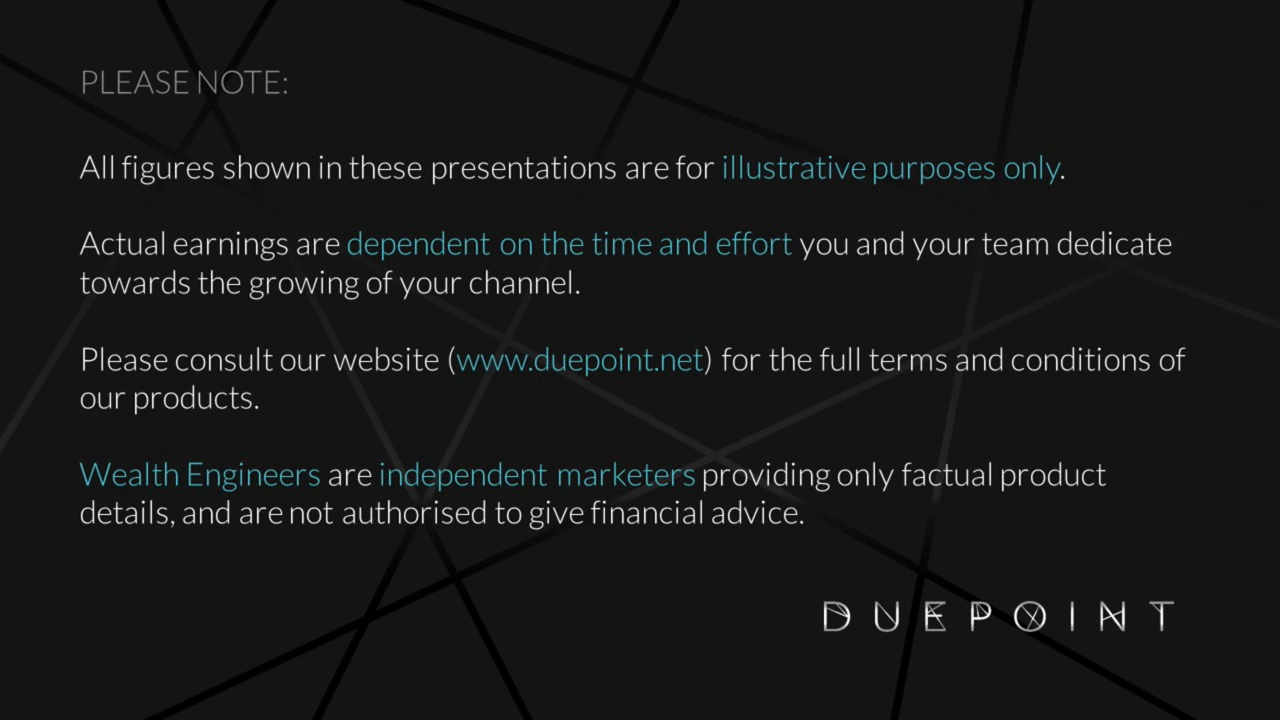 PLEASE NOTE:
All figures shown in these presentations are for illustrative purposes only.
Actual earnings are dependent on the time and effort you and your team dedicate
towards the growing of your channel.
Please consult our website (www.duepoint.net) for the full terms and conditions of
our products.
Wealth Engineers are independent marketers providing only factual product
details, and are not authorised to give financial advice.
DUEPOINT